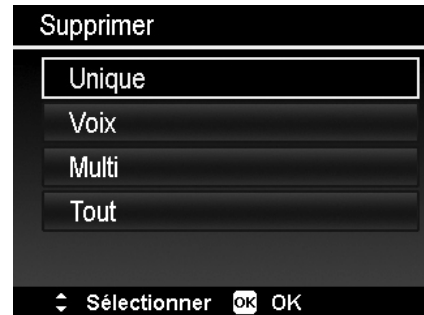 Supprimer
Unique
Voix
Multi
Tout
Sélectionner OK OK